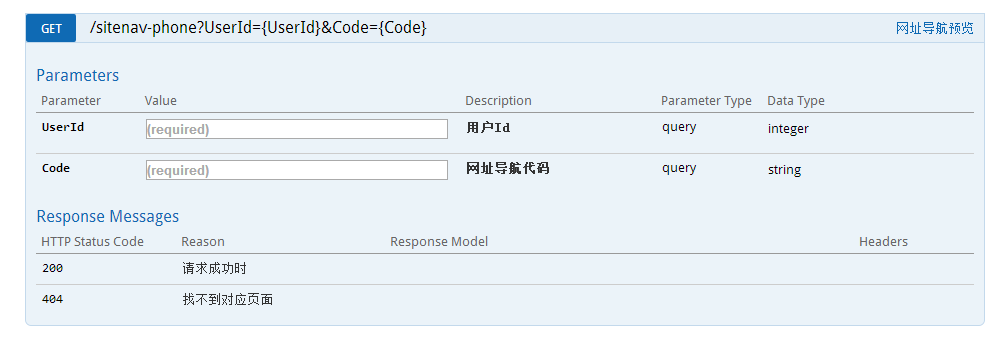 GET /sitenav-phone?UserId={UserId}&Code={Code} 网址导航预览
Parameters
Parameter Value Description Parameter Type Data Type
UserId (required) 用户Id query integer
Code (required) 网址导航代码 query string
Response Messages
HTTP Status Code Reason Response Model Headers
200 请求成功时
404 找不到对应页面